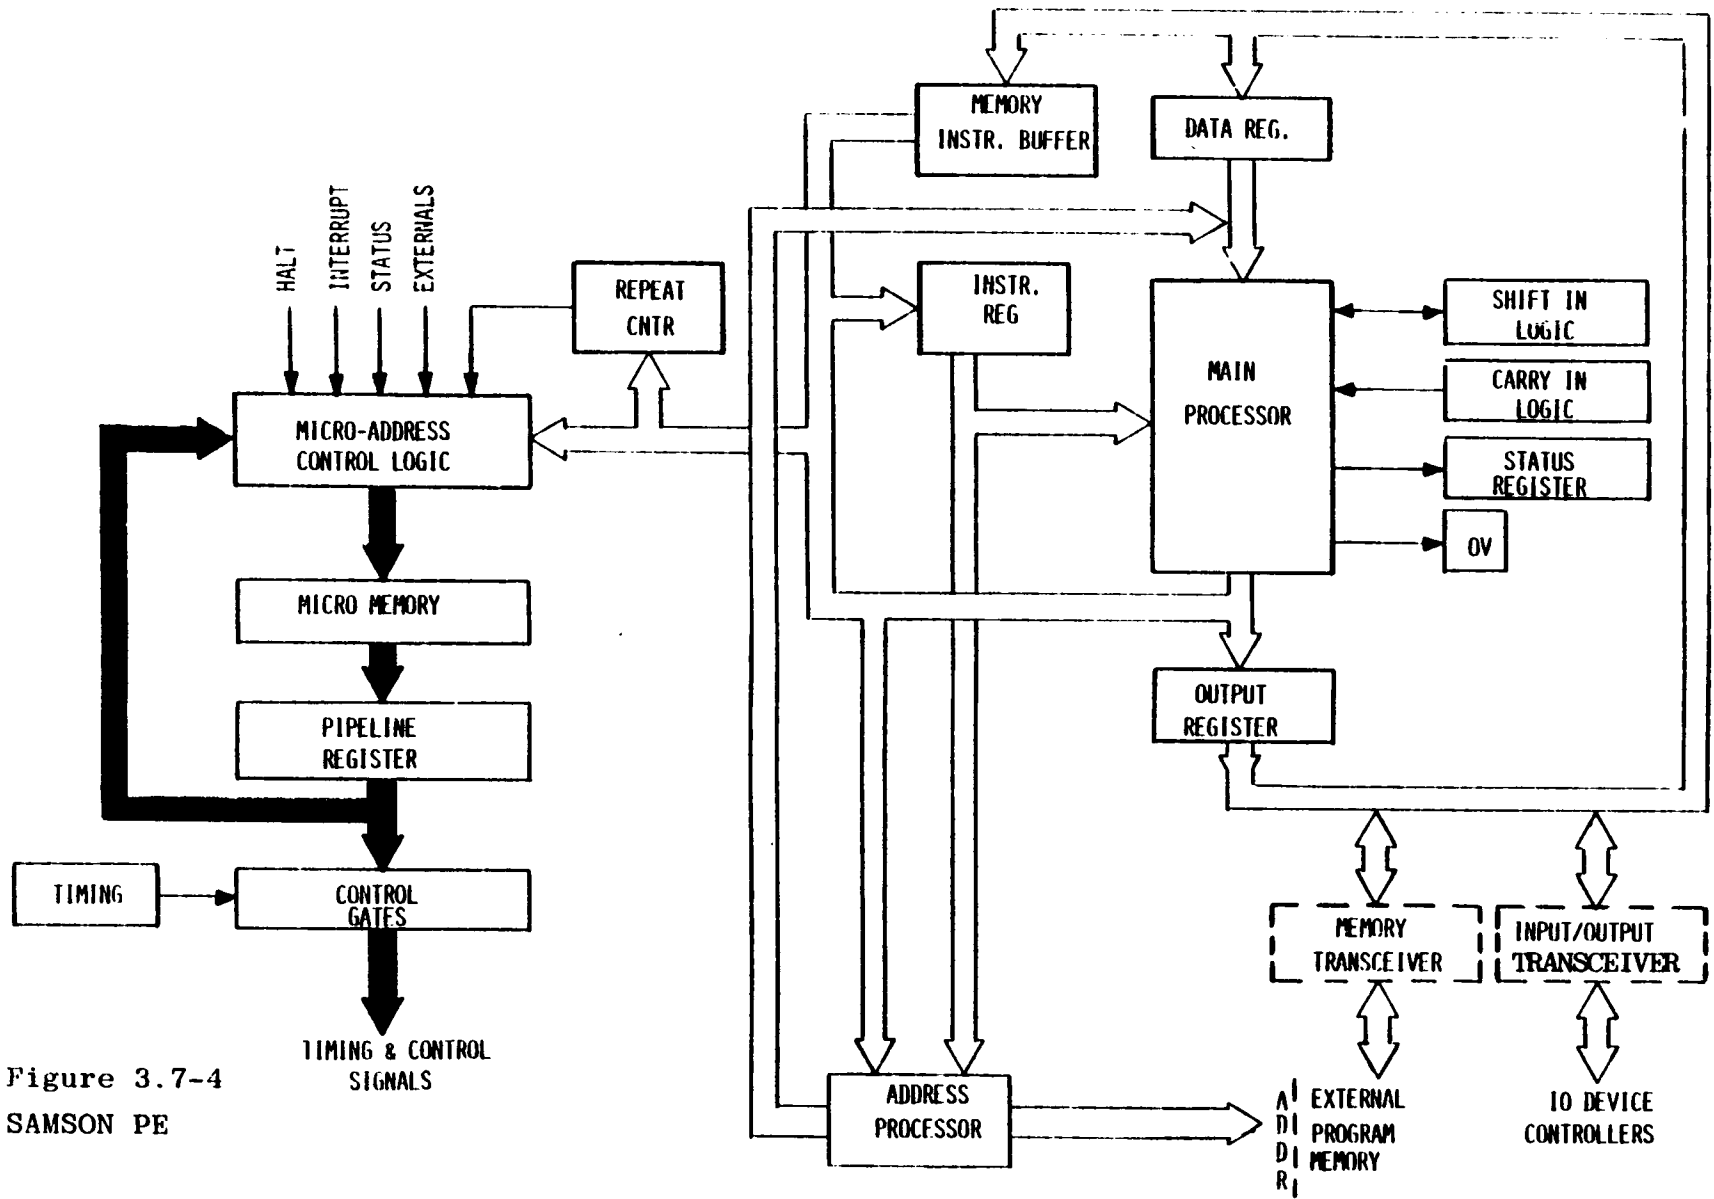 MEMORY
INSTR. BUFFER
DATA REG.
HALT
INTERRUPT
STATUS
EXTERNALS
REPEAT
CNTR
INSTR.
REG
SHIFT IN
LOGIC
MAIN
PROCESSOR
CARRY IN
LOGIC
MICRO-ADDRESS
CONTROL LOGIC
STATUS
REGISTER
OV
MICRO MEMORY
OUTPUT
REGISTER
PIPELINE
REGISTER
TIMING
CONTROL
GATES
MEMORY
TRANSCEIVER
INPUT/OUTPUT
TRANSCEIVER
TIMING & CONTROL
SIGNALS
ADDRESS
PROCESSOR
ADDR
EXTERNAL
PROGRAM
MEMORY
IO DEVICE
CONTROLLERS
Figure 3.7-4
SAMSON PE